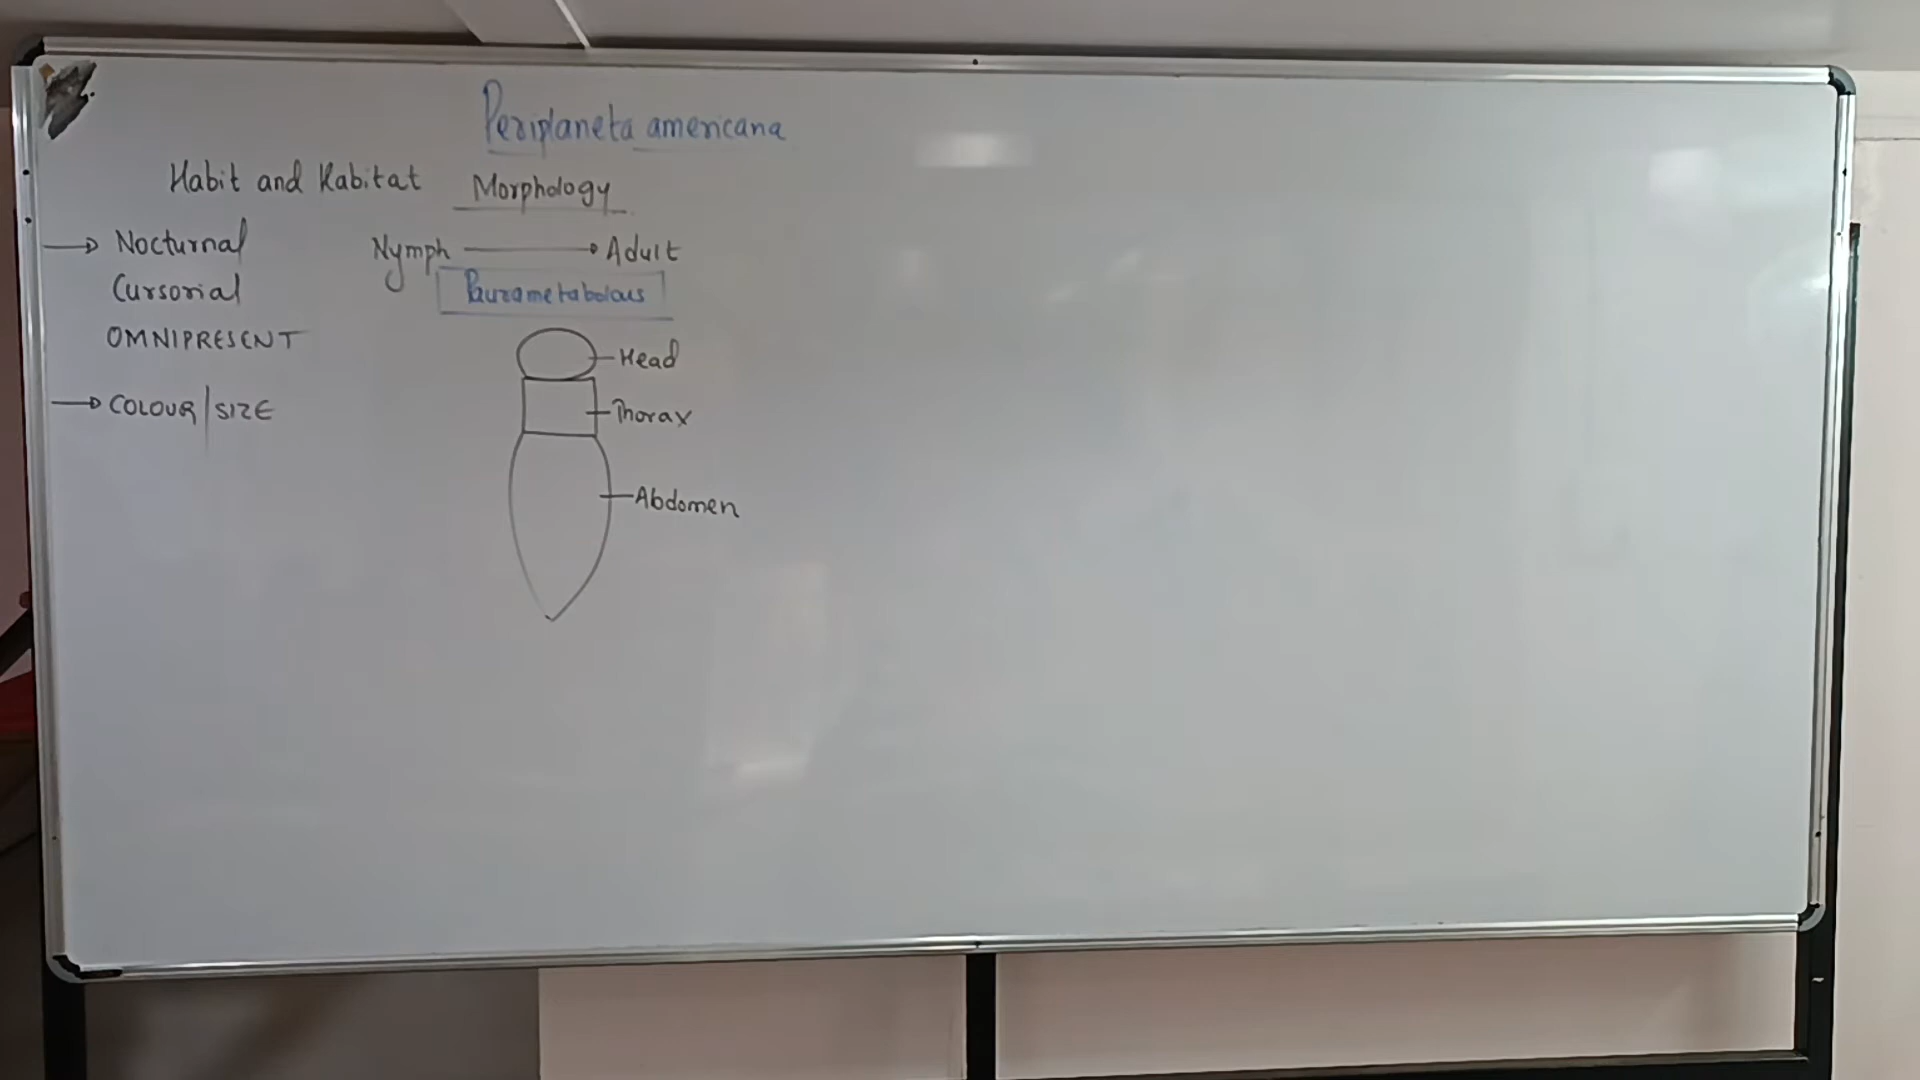 Periplaneta americana
Habit and Habitat
Morphology
→ Nocturnal
Cursorial
OMNIPRESENT
→ COLOUR/SIZE
Nymph → Adult
Paurametabolous
Head
Thorax
Abdomen